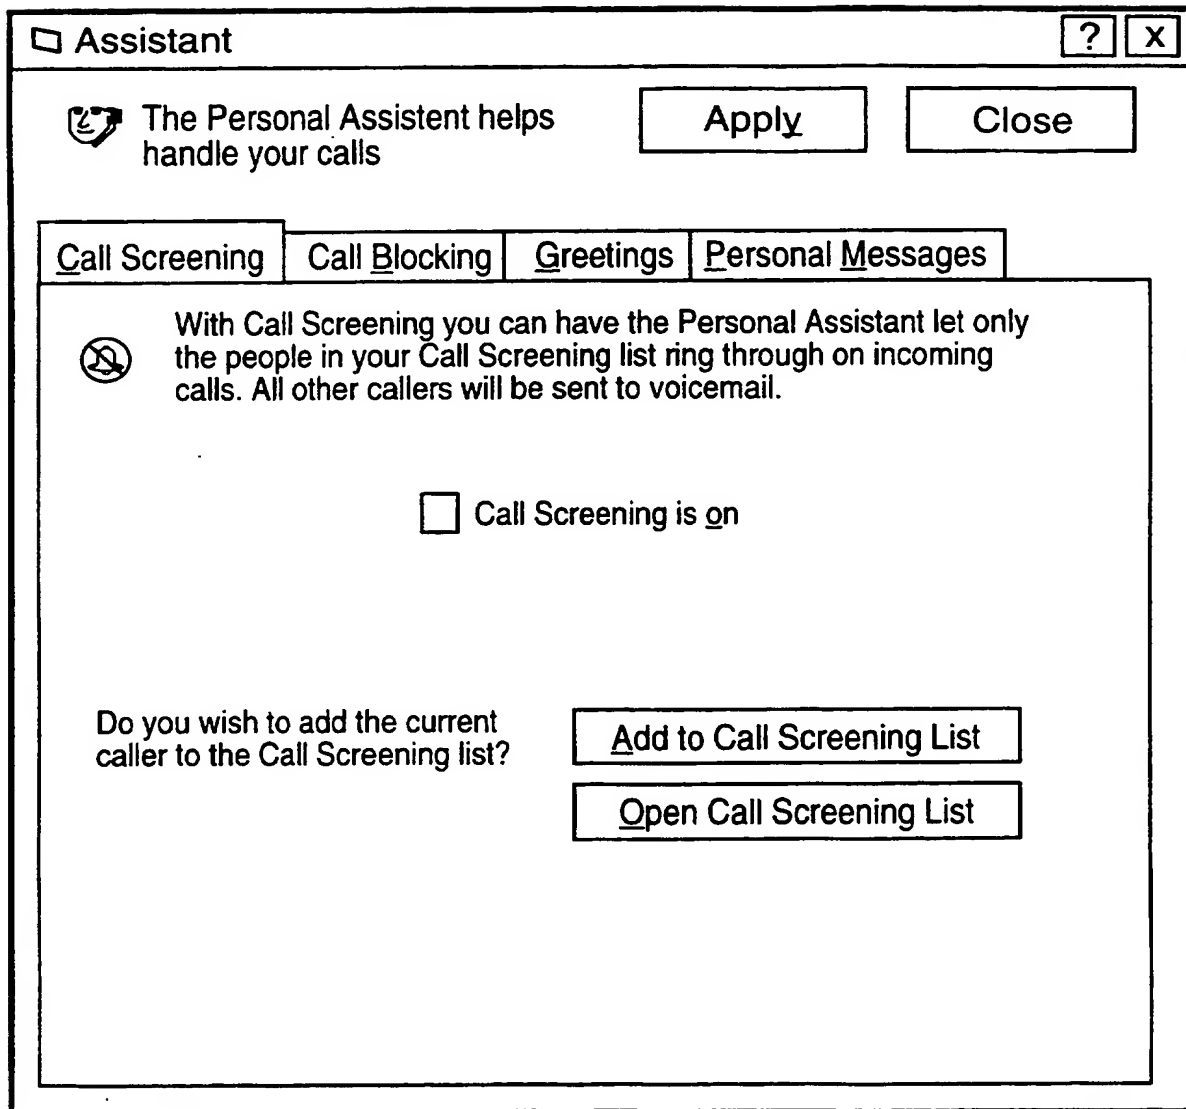 Assistant
? X
The Personal Assistent helps
handle your calls
Apply
Close
Call Screening
Call Blocking
Greetings
Personal Messages
With Call Screening you can have the Personal Assistant let only
the people in your Call Screening list ring through on incoming
calls. All other callers will be sent to voicemail.
Call Screening is on
Do you wish to add the current
caller to the Call Screening list?
Add to Call Screening List
Open Call Screening List